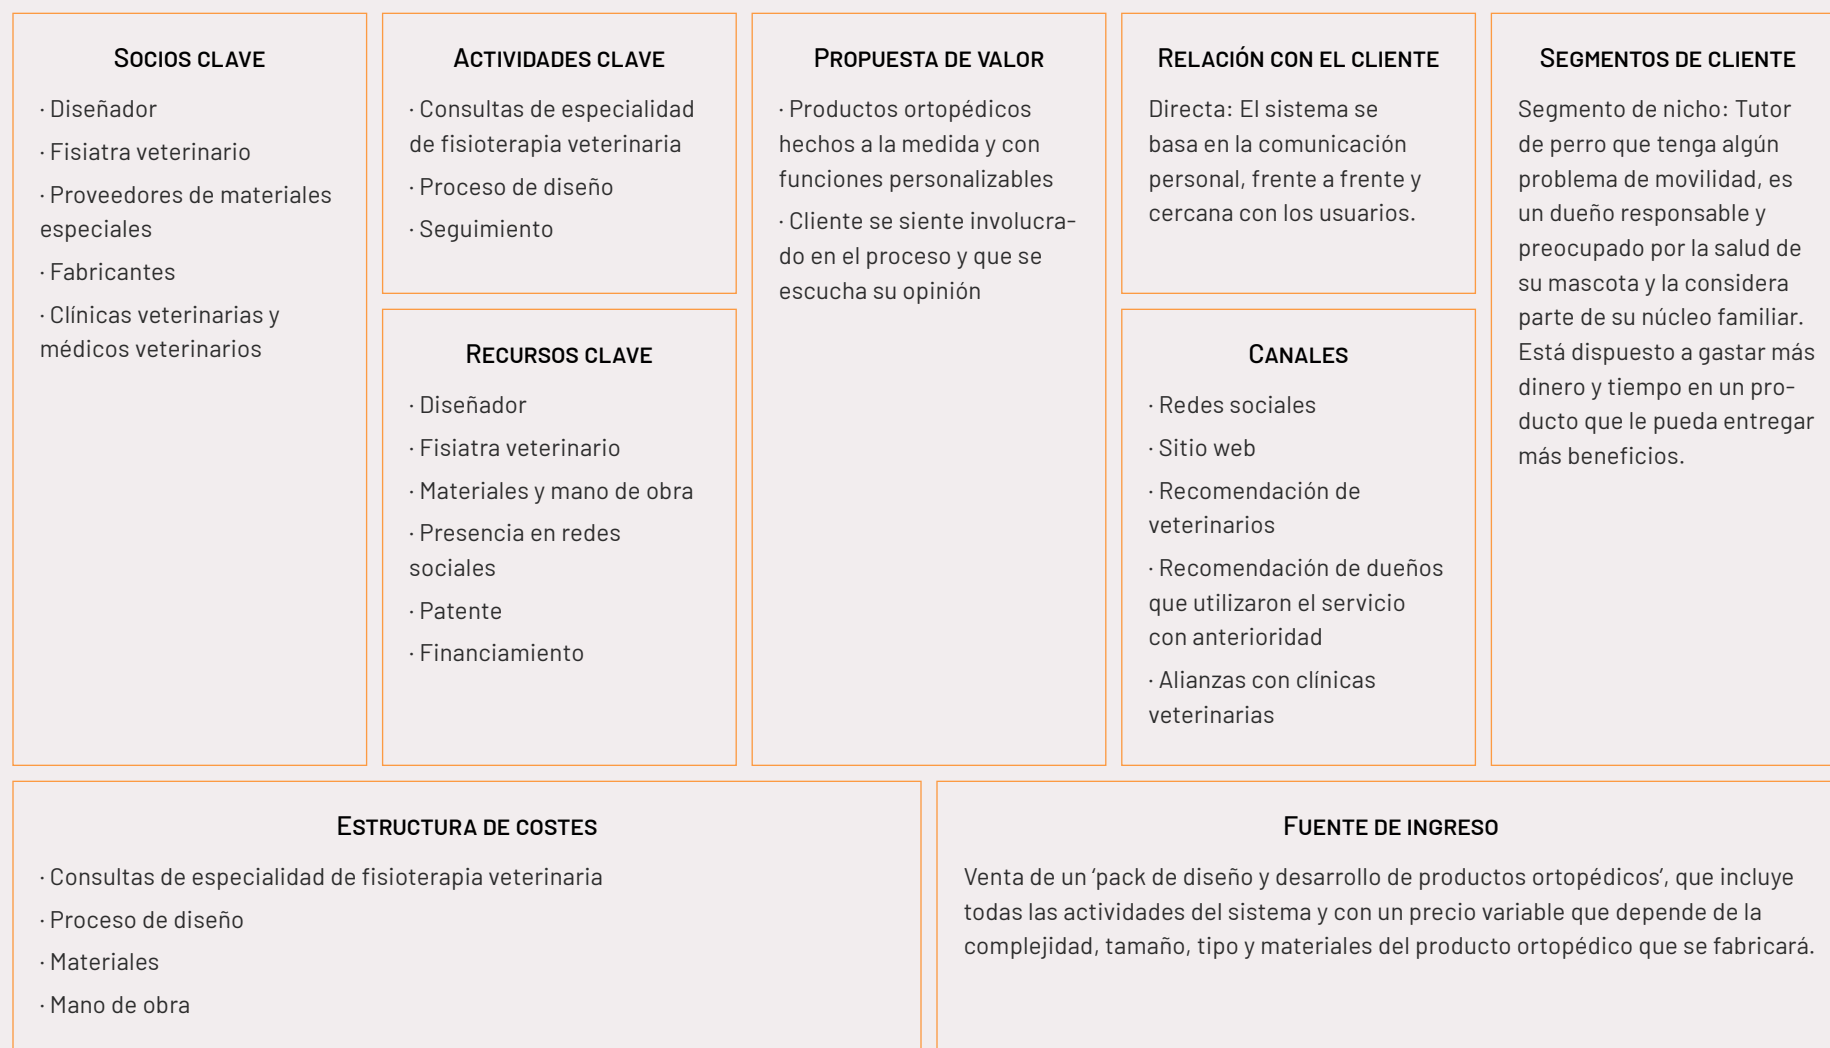 Socios clave
· Diseñador
· Fisiatra veterinario
· Proveedores de materiales
especiales
· Fabricantes
· Clínicas veterinarias y
médicos veterinarios
Actividades clave
· Consultas de especialidad
de fisioterapia veterinaria
· Proceso de diseño
· Seguimiento
Recursos clave
· Diseñador
· Fisiatra veterinario
· Materiales y mano de obra
· Presencia en redes
sociales
· Patente
· Financiamiento
Propuesta de valor
· Productos ortopédicos
hechos a la medida y con
funciones personalizables
· Cliente se siente involucra-
do en el proceso y que se
escucha su opinión
Relación con el cliente
Directa: El sistema se
basa en la comunicación
personal, frente a frente y
cercana con los usuarios.
Canales
· Redes sociales
· Sitio web
· Recomendación de
veterinarios
· Recomendación de dueños
que utilizaron el servicio
con anterioridad
· Alianzas con clínicas
veterinarias
Segmentos de cliente
Segmento de nicho: Tutor
de perro que tenga algún
problema de movilidad, es
un dueño responsable y
preocupado por la salud de
su mascota y la considera
parte de su núcleo familiar.
Está dispuesto a gastar más
dinero y tiempo en un pro-
ducto que le pueda entregar
más beneficios.
Estructura de costes
· Consultas de especialidad de fisioterapia veterinaria
· Proceso de diseño
· Materiales
· Mano de obra
Fuente de ingreso
Venta de un ‘pack de diseño y desarrollo de productos ortopédicos’, que incluye
todas las actividades del sistema y con un precio variable que depende de la
complejidad, tamaño, tipo y materiales del producto ortopédico que se fabricará.